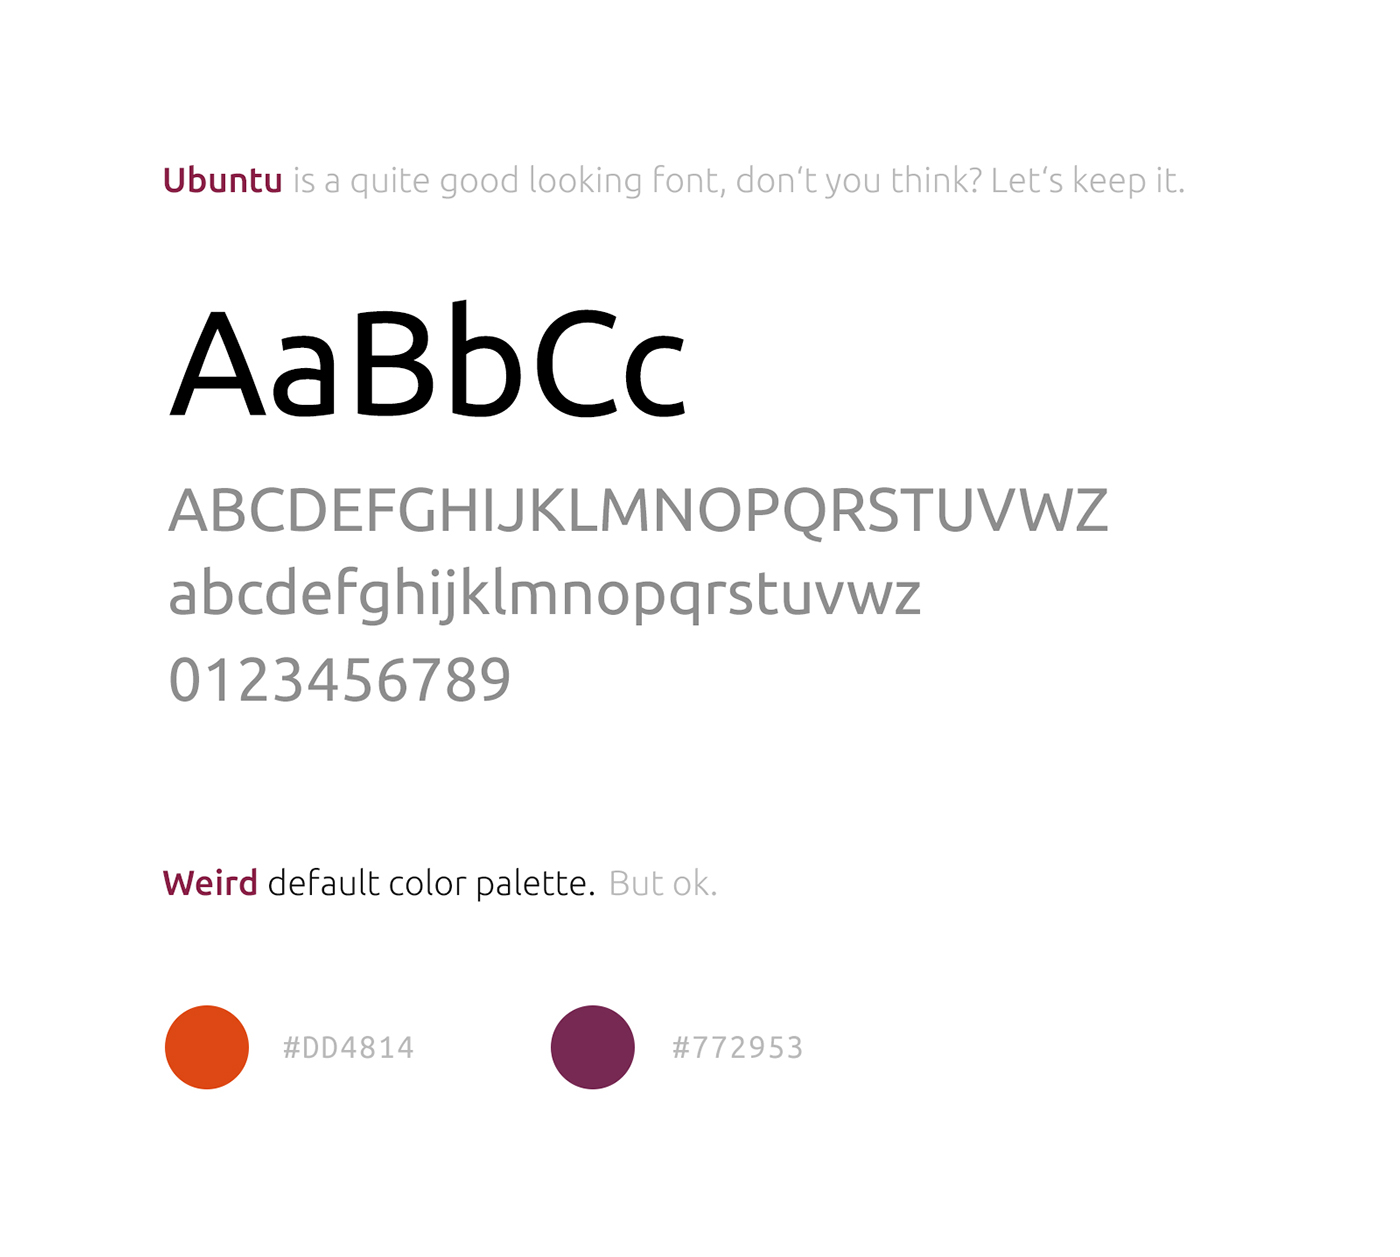 Ubuntu is a quite good looking font, don‘t you think? Let‘s keep it.
AaBbCc
ABCDEFGHIJKLMNOPQRSTUVWZ
abcdefghijklmnopqrstuvwz
0123456789
Weird default color palette. But ok.
#DD4814 #772953